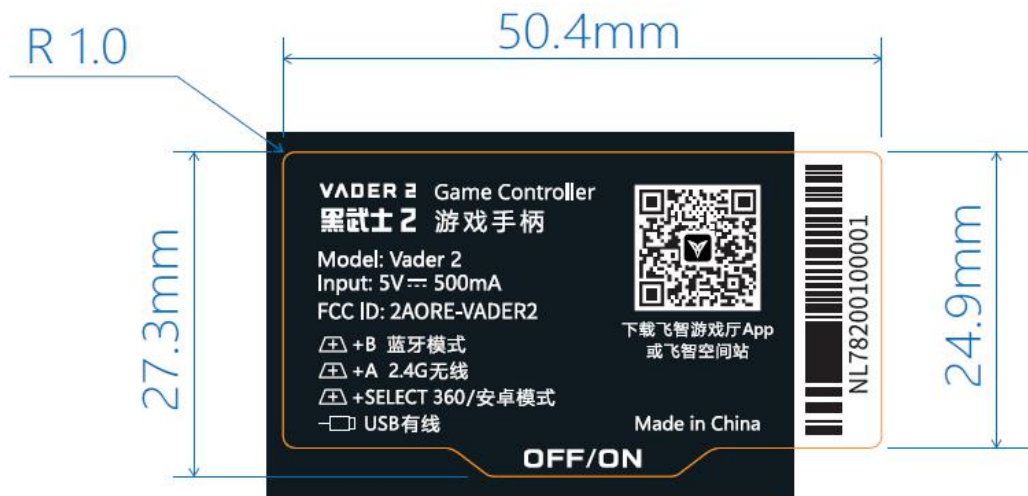 R 1.0
50.4mm
27.3mm
24.9mm
VADER 2 Game Controller
黑武士 2 游戏手柄
Model: Vader 2
Input: 5V⎓500mA
FCC ID: 2AORE-VADER2
+B 蓝牙模式
+A 2.4G无线
+SELECT 360/安卓模式
USB有线
下载飞智游戏厅App
或飞智空间站
Made in China
OFF/ON
NL78200100001